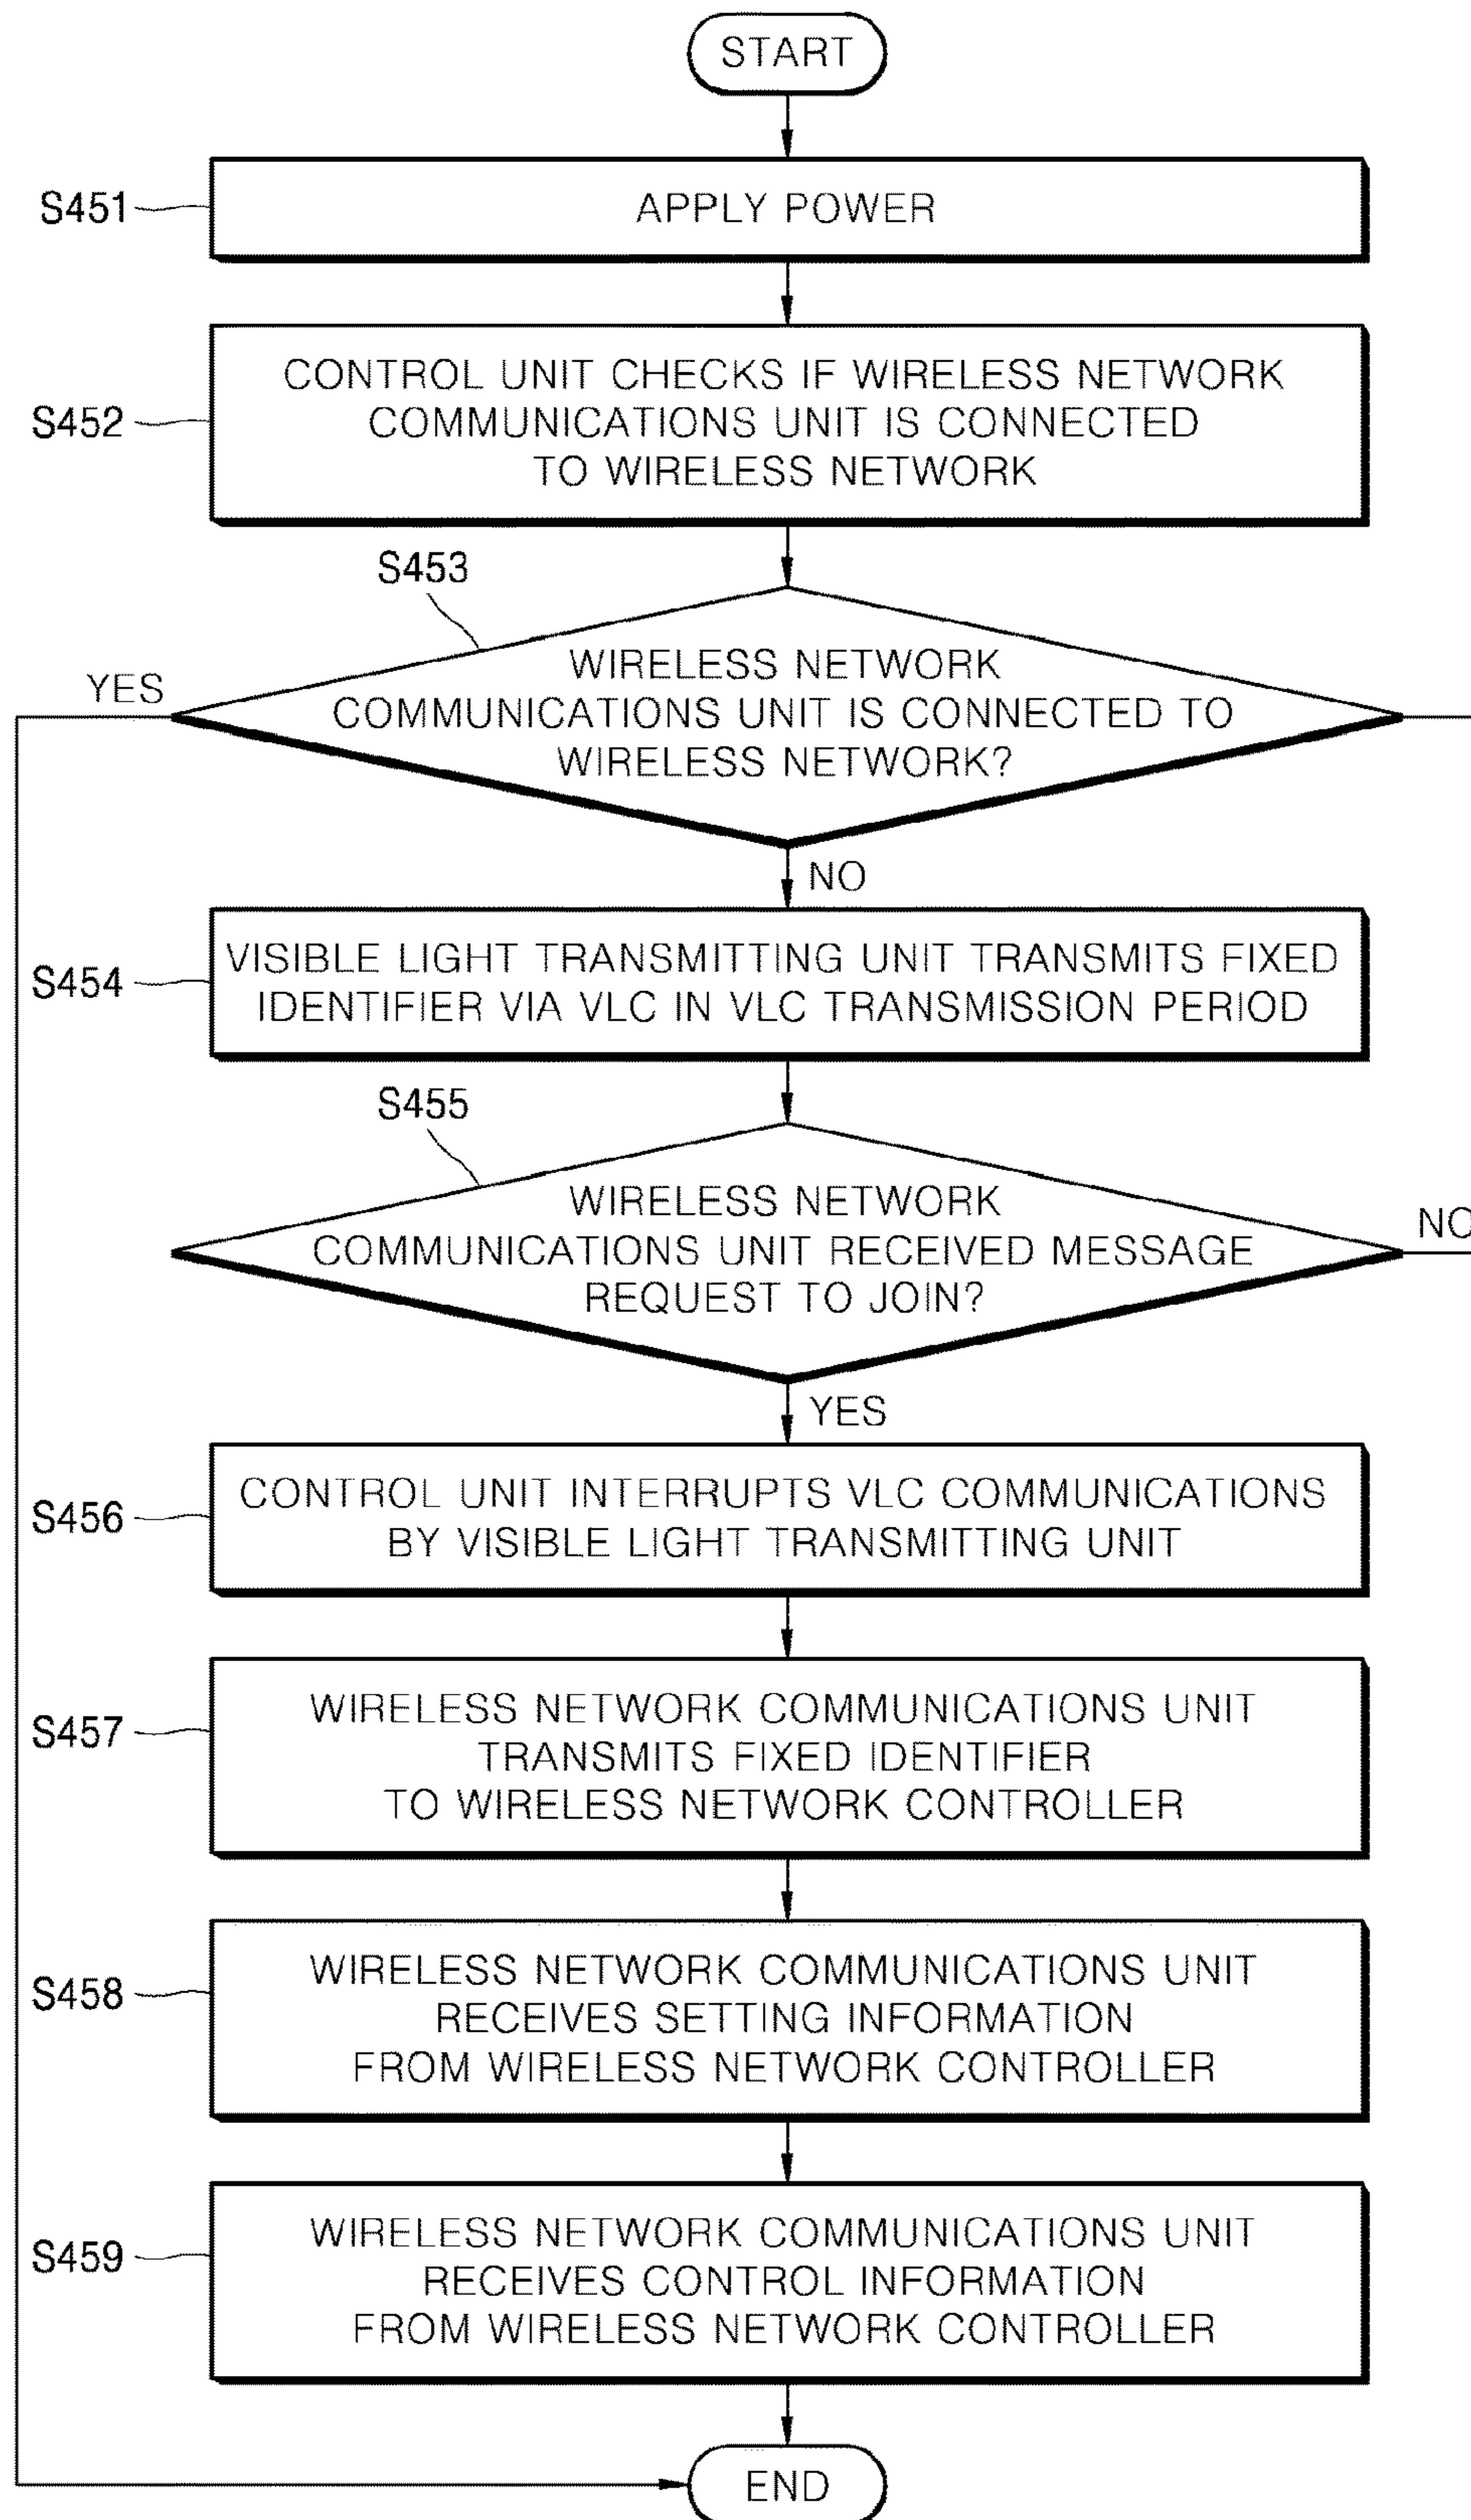 START
S451
APPLY POWER
S452
CONTROL UNIT CHECKS IF WIRELESS NETWORK
COMMUNICATIONS UNIT IS CONNECTED
TO WIRELESS NETWORK
S453
YES
WIRELESS NETWORK
COMMUNICATIONS UNIT IS CONNECTED TO
WIRELESS NETWORK?
NO
S454
VISIBLE LIGHT TRANSMITTING UNIT TRANSMITS FIXED
IDENTIFIER VIA VLC IN VLC TRANSMISSION PERIOD
S455
WIRELESS NETWORK
COMMUNICATIONS UNIT RECEIVED MESSAGE
REQUEST TO JOIN?
NO
YES
S456
CONTROL UNIT INTERRUPTS VLC COMMUNICATIONS
BY VISIBLE LIGHT TRANSMITTING UNIT
S457
WIRELESS NETWORK COMMUNICATIONS UNIT
TRANSMITS FIXED IDENTIFIER
TO WIRELESS NETWORK CONTROLLER
S458
WIRELESS NETWORK COMMUNICATIONS UNIT
RECEIVES SETTING INFORMATION
FROM WIRELESS NETWORK CONTROLLER
S459
WIRELESS NETWORK COMMUNICATIONS UNIT
RECEIVES CONTROL INFORMATION
FROM WIRELESS NETWORK CONTROLLER
END